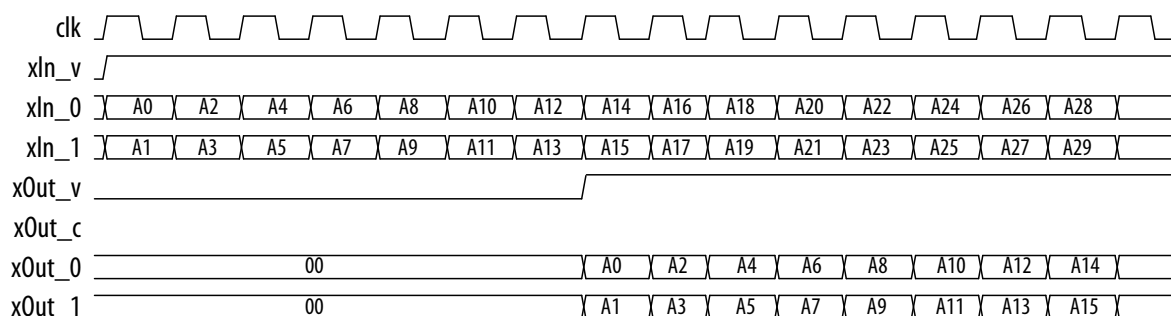 clk
xIn_v
xIn_0 A0 A2 A4 A6 A8 A10 A12 A14 A16 A18 A20 A22 A24 A26 A28
xIn_1 A1 A3 A5 A7 A9 A11 A13 A15 A17 A19 A21 A23 A25 A27 A29
xOut_v
xOut_c
xOut_0 00 A0 A2 A4 A6 A8 A10 A12 A14
xOut_1 00 A1 A3 A5 A7 A9 A11 A13 A15